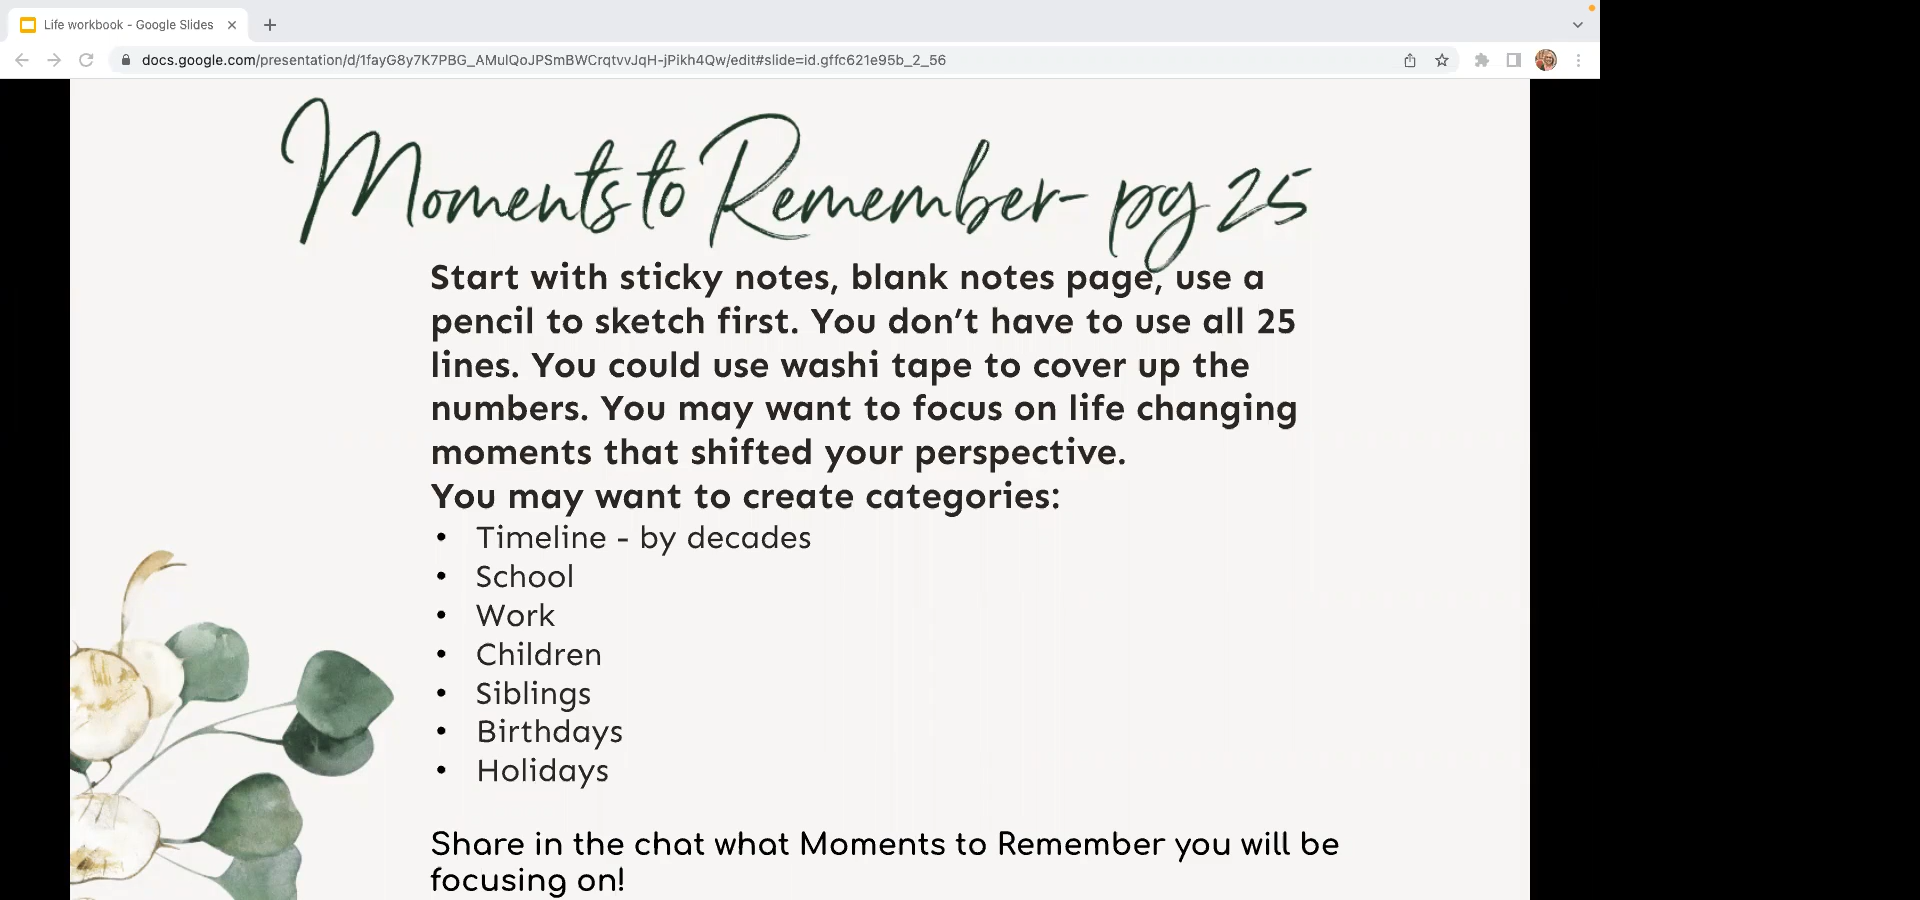 Life workbook - Google Slides
docs.google.com/presentation/d/1fayG8y7K7PBG_AMulQoJPSmBWCrqtvvJqH-jPikh4Qw/edit#slide=id.gffc621e95b_2_56
Moments to Remember- pg 25
Start with sticky notes, blank notes page, use a
pencil to sketch first. You don’t have to use all 25
lines. You could use washi tape to cover up the
numbers. You may want to focus on life changing
moments that shifted your perspective.
You may want to create categories:
• Timeline - by decades
• School
• Work
• Children
• Siblings
• Birthdays
• Holidays
Share in the chat what Moments to Remember you will be
focusing on!